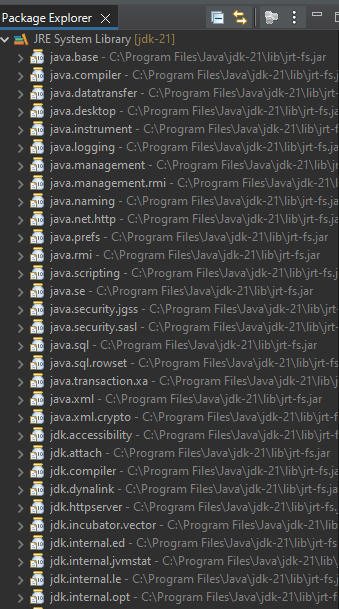 Package Explorer
JRE System Library [jdk-21]
java.base - C:\Program Files\Java\jdk-21\lib\jrt-fs.jar
java.compiler - C:\Program Files\Java\jdk-21\lib\jrt-fs.jar
java.datatransfer - C:\Program Files\Java\jdk-21\lib\jrt-fs.jar
java.desktop - C:\Program Files\Java\jdk-21\lib\jrt-fs.jar
java.instrument - C:\Program Files\Java\jdk-21\lib\jrt-fs.jar
java.logging - C:\Program Files\Java\jdk-21\lib\jrt-fs.jar
java.management - C:\Program Files\Java\jdk-21\lib\jrt-f
java.management.rmi - C:\Program Files\Java\jdk-21\li
java.naming - C:\Program Files\Java\jdk-21\lib\jrt-fs.jar
java.net.http - C:\Program Files\Java\jdk-21\lib\jrt-fs.ja
java.prefs - C:\Program Files\Java\jdk-21\lib\jrt-fs.jar
java.rmi - C:\Program Files\Java\jdk-21\lib\jrt-fs.jar
java.scripting - C:\Program Files\Java\jdk-21\lib\jrt-fs.j
java.se - C:\Program Files\Java\jdk-21\lib\jrt-fs.jar
java.security.jgss - C:\Program Files\Java\jdk-21\lib\jrt
java.security.sasl - C:\Program Files\Java\jdk-21\lib\jrt-
java.sql - C:\Program Files\Java\jdk-21\lib\jrt-fs.jar
java.sql.rowset - C:\Program Files\Java\jdk-21\lib\jrt-fs
java.transaction.xa - C:\Program Files\Java\jdk-21\lib\j
java.xml - C:\Program Files\Java\jdk-21\lib\jrt-fs.jar
java.xml.crypto - C:\Program Files\Java\jdk-21\lib\jrt-fs
jdk.accessibility - C:\Program Files\Java\jdk-21\lib\jrt-fs
jdk.attach - C:\Program Files\Java\jdk-21\lib\jrt-fs.jar
jdk.compiler - C:\Program Files\Java\jdk-21\lib\jrt-fs.ja
jdk.dynalink - C:\Program Files\Java\jdk-21\lib\jrt-fs.jar
jdk.httpserver - C:\Program Files\Java\jdk-21\lib\jrt-fs.
jdk.incubator.vector - C:\Program Files\Java\jdk-21\lib\
jdk.internal.ed - C:\Program Files\Java\jdk-21\lib\jrt-fs.
jdk.internal.jvmstat - C:\Program Files\Java\jdk-21\lib\
jdk.internal.le - C:\Program Files\Java\jdk-21\lib\jrt-fs.j
jdk.internal.opt - C:\Program Files\Java\jdk-21\lib\jrt-fs